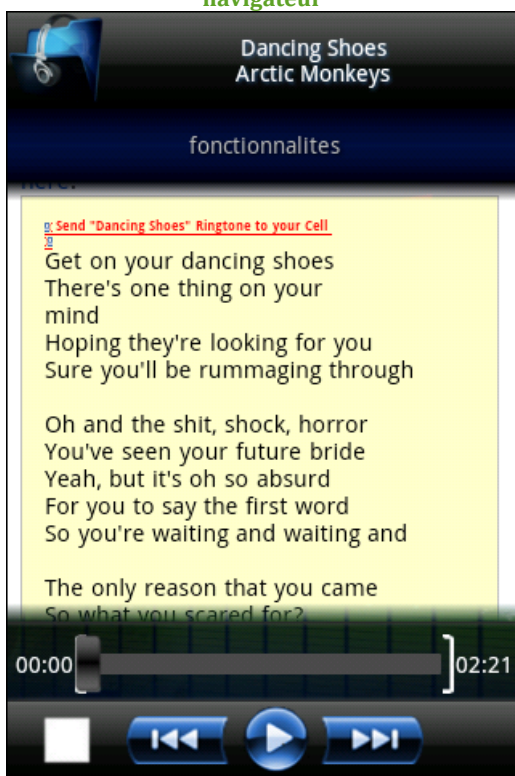 navigateur
Dancing Shoes
Arctic Monkeys
fonctionnalites
here.
Send "Dancing Shoes" Ringtone to your Cell
Get on your dancing shoes
There's one thing on your
mind
Hoping they're looking for you
Sure you'll be rummaging through
Oh and the shit, shock, horror
You've seen your future bride
Yeah, but it's oh so absurd
For you to say the first word
So you're waiting and waiting and
The only reason that you came
So what you scared for?
00:00
02:21